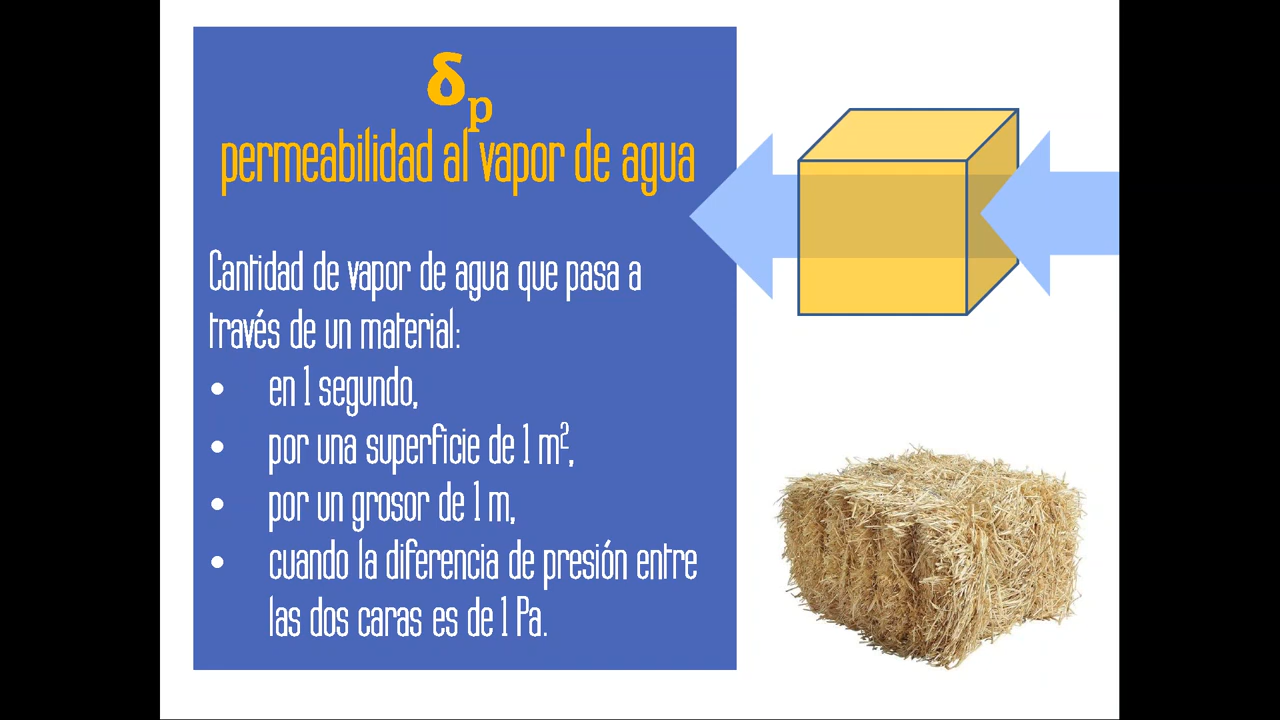 δp
permeabilidad al vapor de agua
Cantidad de vapor de agua que pasa a
través de un material:
• en 1 segundo,
• por una superficie de 1 m²,
• por un grosor de 1 m,
• cuando la diferencia de presión entre
las dos caras es de 1 Pa.